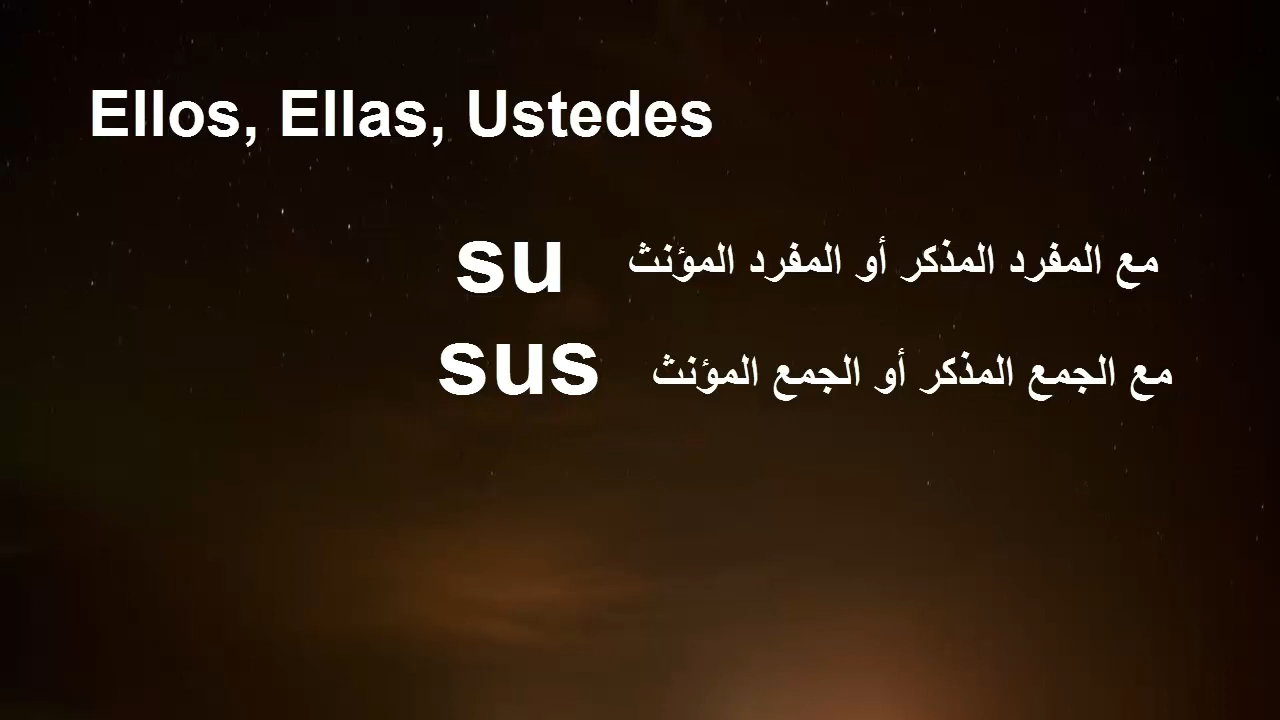 Ellos, Ellas, Ustedes
su مع المفرد المذكر أو المفرد المؤنث
sus مع الجمع المذكر أو الجمع المؤنث